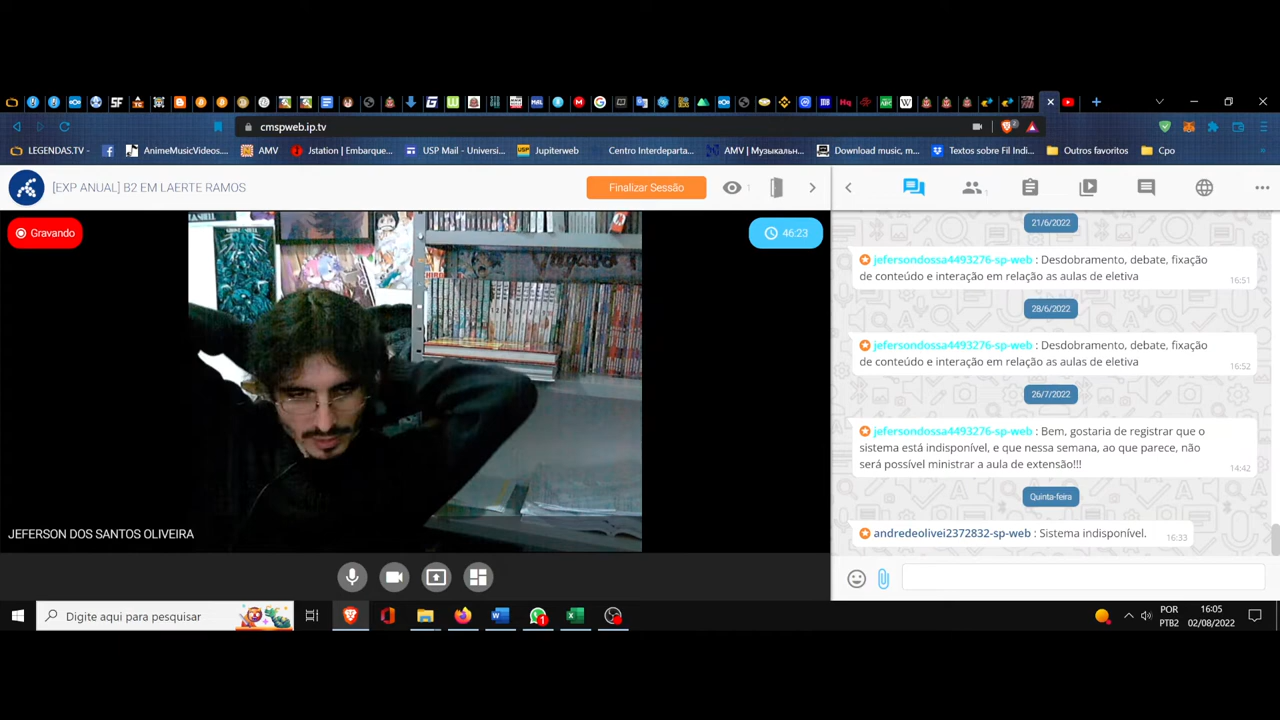 cmspweb.ip.tv
2
LEGENDAS.TV -
AnimeMusicVideos...
AMV
Jstation | Embarque...
USP Mail - Universi...
Jupiterweb
Centro Interdeparta...
AMV | Музыкальн...
Download music, m...
Textos sobre Fil Indi...
Outros favoritos
Cpo
[EXP ANUAL] B2 EM LAERTE RAMOS
Finalizar Sessão
1
1
Gravando
46:23
JEFERSON DOS SANTOS OLIVEIRA
21/6/2022
jefersondossa4493276-sp-web : Desdobramento, debate, fixação
de conteúdo e interação em relação as aulas de eletiva
16:51
28/6/2022
jefersondossa4493276-sp-web : Desdobramento, debate, fixação
de conteúdo e interação em relação as aulas de eletiva
16:52
26/7/2022
jefersondossa4493276-sp-web : Bem, gostaria de registrar que o
sistema está indisponível, e que nessa semana, ao que parece, não
será possível ministrar a aula de extensão!!!
14:42
Quinta-feira
andredeolivei2372832-sp-web : Sistema indisponível.
16:33
Digite aqui para pesquisar
1
POR
PTB2
16:05
02/08/2022